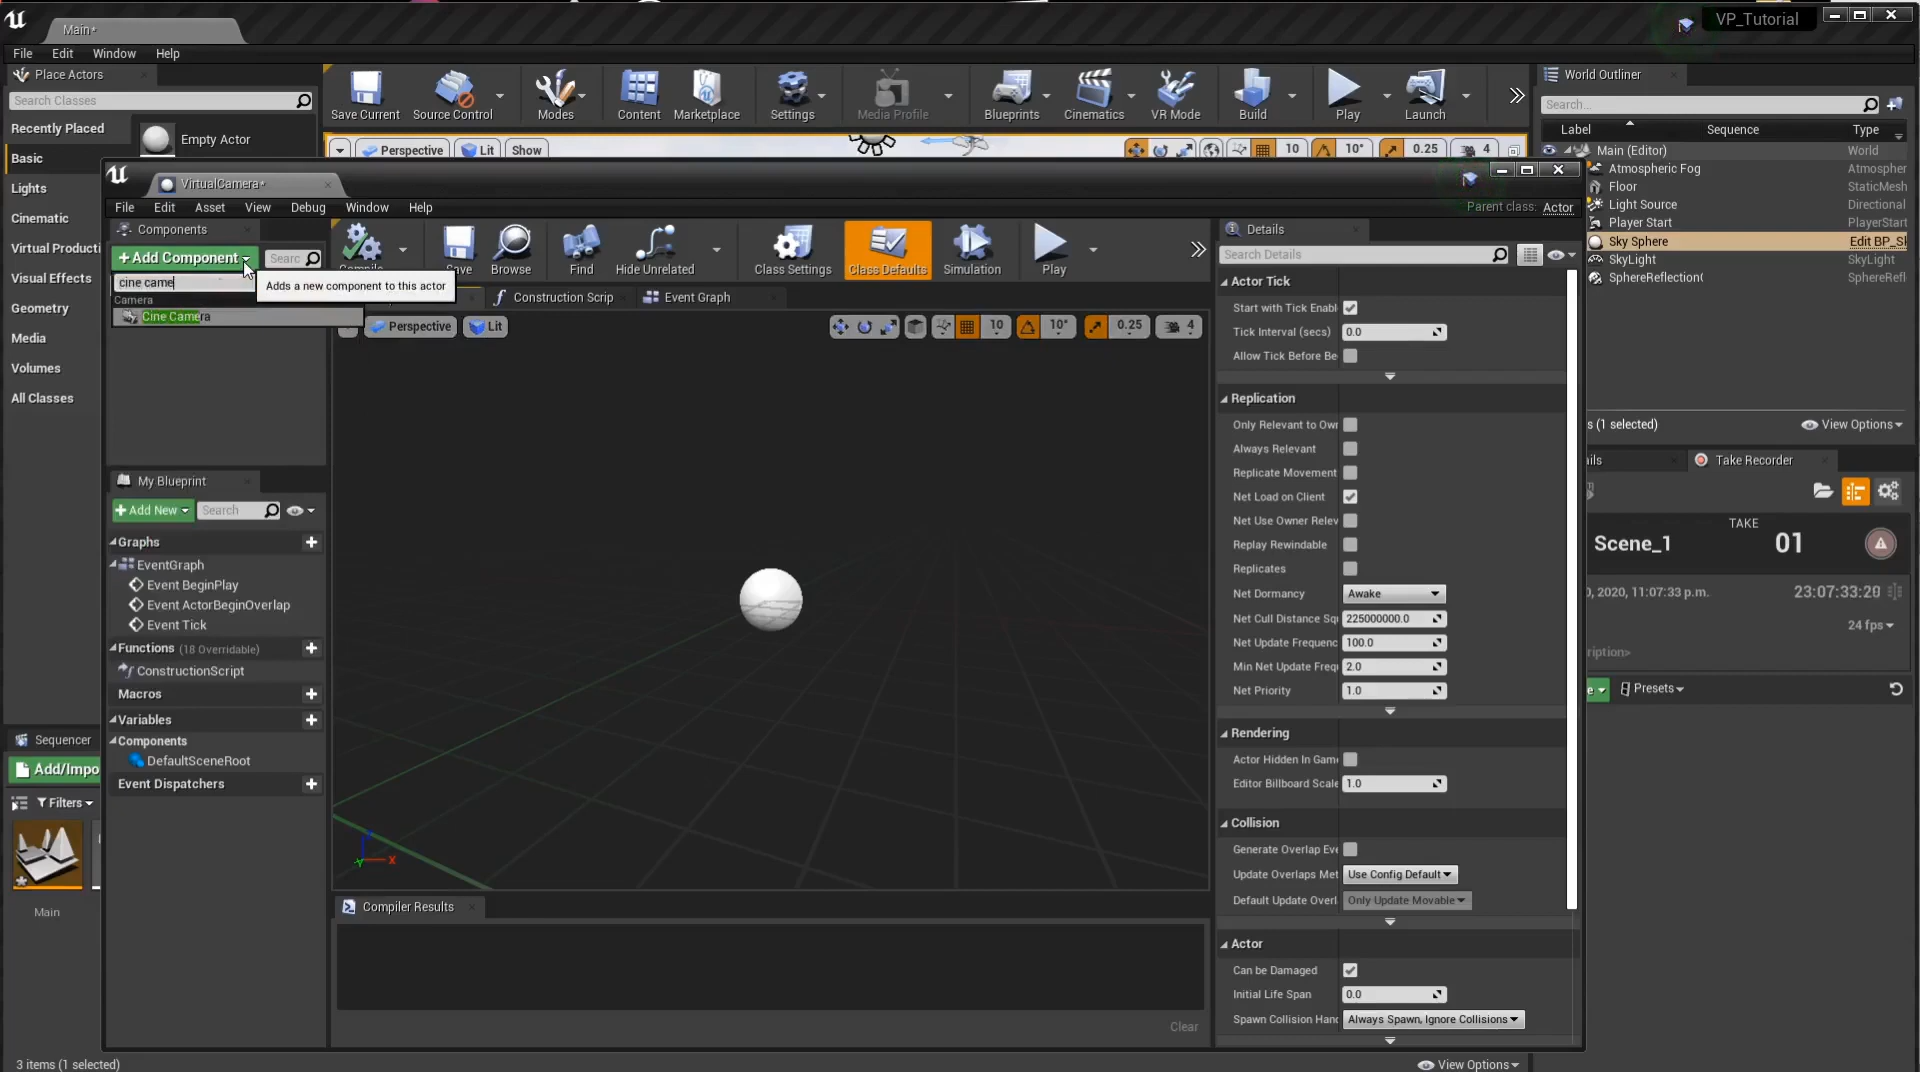 Main*
VP_Tutorial
File Edit Window Help
Place Actors
Search Classes
Recently Placed
Basic
Lights
Cinematic
Virtual Producti
Visual Effects
Geometry
Media
Volumes
All Classes
Empty Actor
Save Current
Source Control
Modes
Content
Marketplace
Settings
Media Profile
Blueprints
Cinematics
VR Mode
Build
Play
Launch
Perspective Lit Show
10 10° 0.25 4
World Outliner
Search...
Label Sequence Type
Main (Editor) World
Atmospheric Fog Atmospher
Floor StaticMesh
Light Source Directional
Player Start PlayerStart
Sky Sphere Edit BP_Sk
SkyLight SkyLight
SphereReflection SphereRefl
s (1 selected) View Options
VirtualCamera*
File Edit Asset View Debug Window Help
Parent class: Actor
Components
+Add Component
Searc
cine came
Adds a new component to this actor
Camera
Cine Camera
Compile
Save
Browse
Find
Hide Unrelated
Class Settings
Class Defaults
Simulation
Play
Construction Scrip
Event Graph
Perspective Lit
10 10° 0.25 4
My Blueprint
+Add New
Search
Graphs
EventGraph
Event BeginPlay
Event ActorBeginOverlap
Event Tick
Functions (18 Overridable)
ConstructionScript
Macros
Variables
Components
DefaultSceneRoot
Event Dispatchers
X
Compiler Results
Clear
Details
Search Details
Actor Tick
Start with Tick Enabl
Tick Interval (secs) 0.0
Allow Tick Before Be
Replication
Only Relevant to Owr
Always Relevant
Replicate Movement
Net Load on Client
Net Use Owner Relev
Replay Rewindable
Replicates
Net Dormancy Awake
Net Cull Distance Squ 225000000.0
Net Update Frequenc 100.0
Min Net Update Freq 2.0
Net Priority 1.0
Rendering
Actor Hidden In Game
Editor Billboard Scale 1.0
Collision
Generate Overlap Eve
Update Overlaps Met Use Config Default
Default Update Overl Only Update Movable
Actor
Can be Damaged
Initial Life Span 0.0
Spawn Collision Hanc Always Spawn, Ignore Collisions
ils
Take Recorder
TAKE
Scene_1 01
0, 2020, 11:07:33 p.m. 23:07:33:20
24 fps
ription>
e Presets
Sequencer
Add/Impo
Filters
Main
3 items (1 selected)
View Options